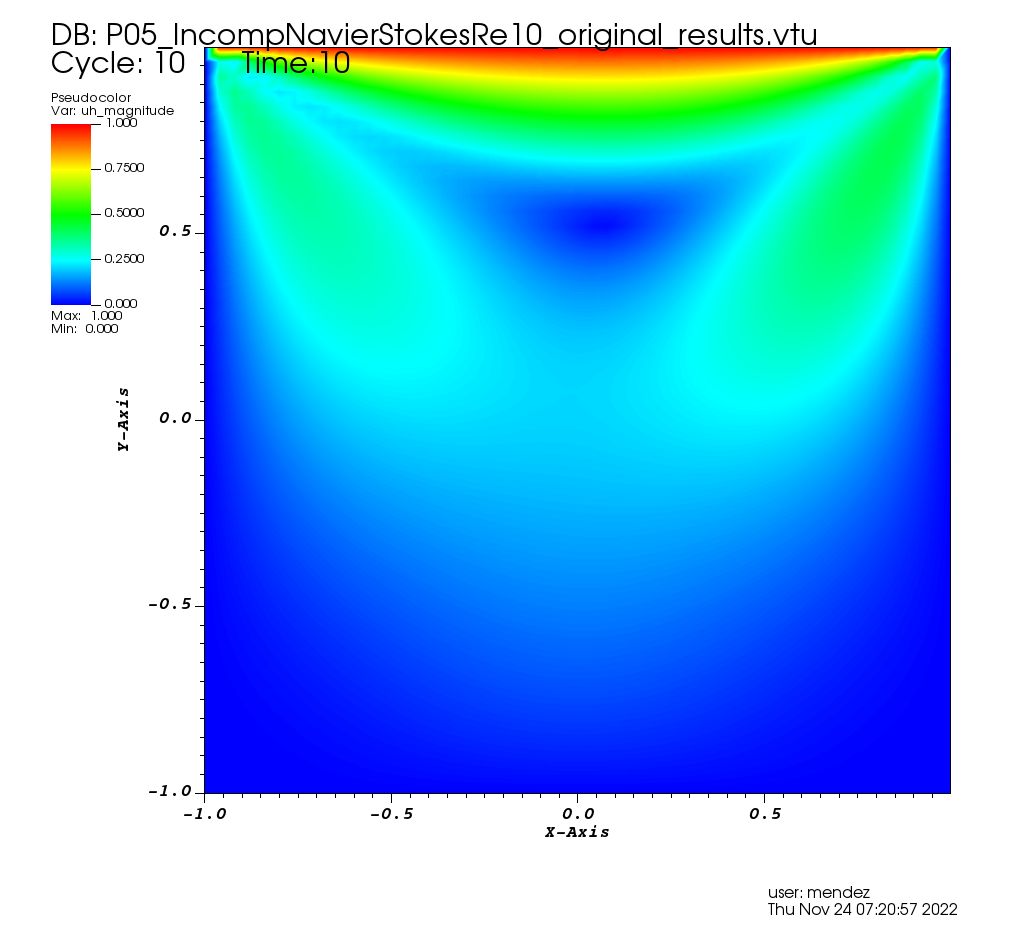 DB: P05_IncompNavierStokesRe10_original_results.vtu
Cycle: 10 Time:10
Pseudocolor
Var: uh_magnitude
1.000
0.7500
0.5000
0.2500
0.000
Max: 1.000
Min: 0.000
0.5
0.0
-0.5
-1.0
Y-Axis
-1.0 -0.5 0.0 0.5
X-Axis
user: mendez
Thu Nov 24 07:20:57 2022